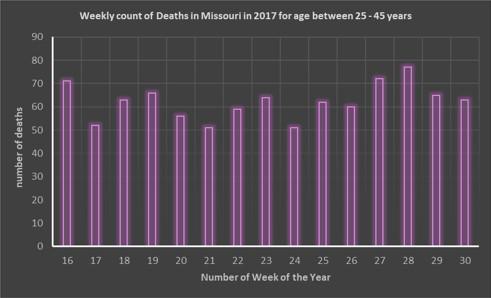 Weekly count of Deaths in Missouri in 2017 for age between 25 - 45 years
number of deaths
90
80
70
60
50
40
30
20
10
0
16 17 18 19 20 21 22 23 24 25 26 27 28 29 30
Number of Week of the Year